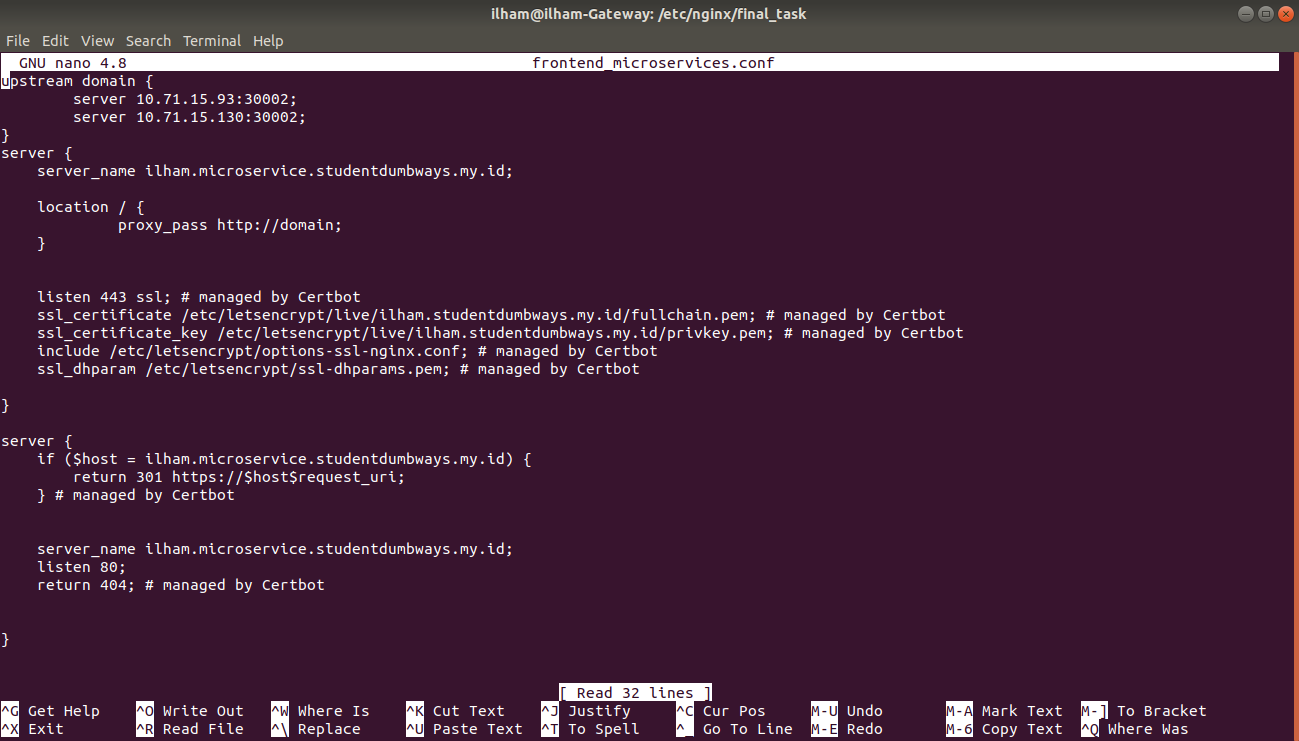 ilham@ilham-Gateway: /etc/nginx/final_task
File Edit View Search Terminal Help
GNU nano 4.8 frontend_microservices.conf
upstream domain {
server 10.71.15.93:30002;
server 10.71.15.130:30002;
}
server {
server_name ilham.microservice.studentdumbways.my.id;
location / {
proxy_pass http://domain;
}
listen 443 ssl; # managed by Certbot
ssl_certificate /etc/letsencrypt/live/ilham.studentdumbways.my.id/fullchain.pem; # managed by Certbot
ssl_certificate_key /etc/letsencrypt/live/ilham.studentdumbways.my.id/privkey.pem; # managed by Certbot
include /etc/letsencrypt/options-ssl-nginx.conf; # managed by Certbot
ssl_dhparam /etc/letsencrypt/ssl-dhparams.pem; # managed by Certbot
}
server {
if ($host = ilham.microservice.studentdumbways.my.id) {
return 301 https://$host$request_uri;
} # managed by Certbot
server_name ilham.microservice.studentdumbways.my.id;
listen 80;
return 404; # managed by Certbot
}
[ Read 32 lines ]
^G Get Help ^O Write Out ^W Where Is ^K Cut Text ^J Justify ^C Cur Pos M-U Undo M-A Mark Text M-] To Bracket
^X Exit ^R Read File ^\ Replace ^U Paste Text ^T To Spell ^_ Go To Line M-E Redo M-6 Copy Text ^Q Where Was